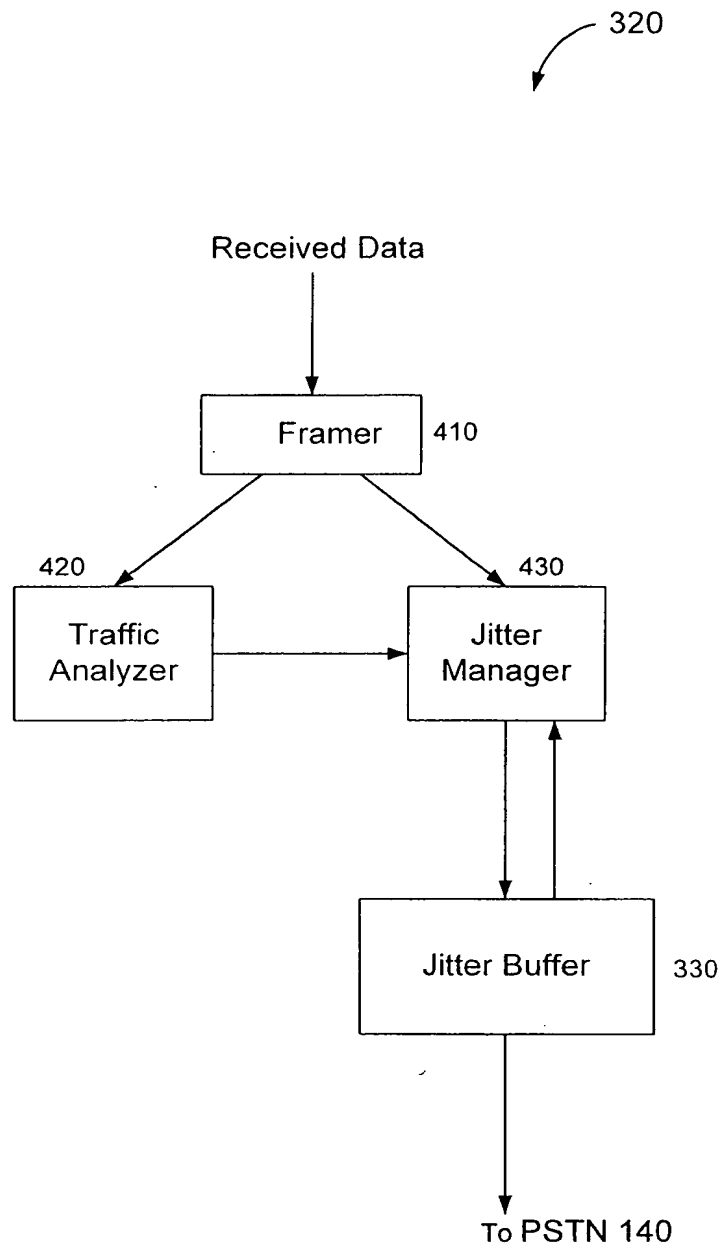 320
Received Data
Framer
410
420
430
Traffic
Analyzer
Jitter
Manager
Jitter Buffer
330
To PSTN 140